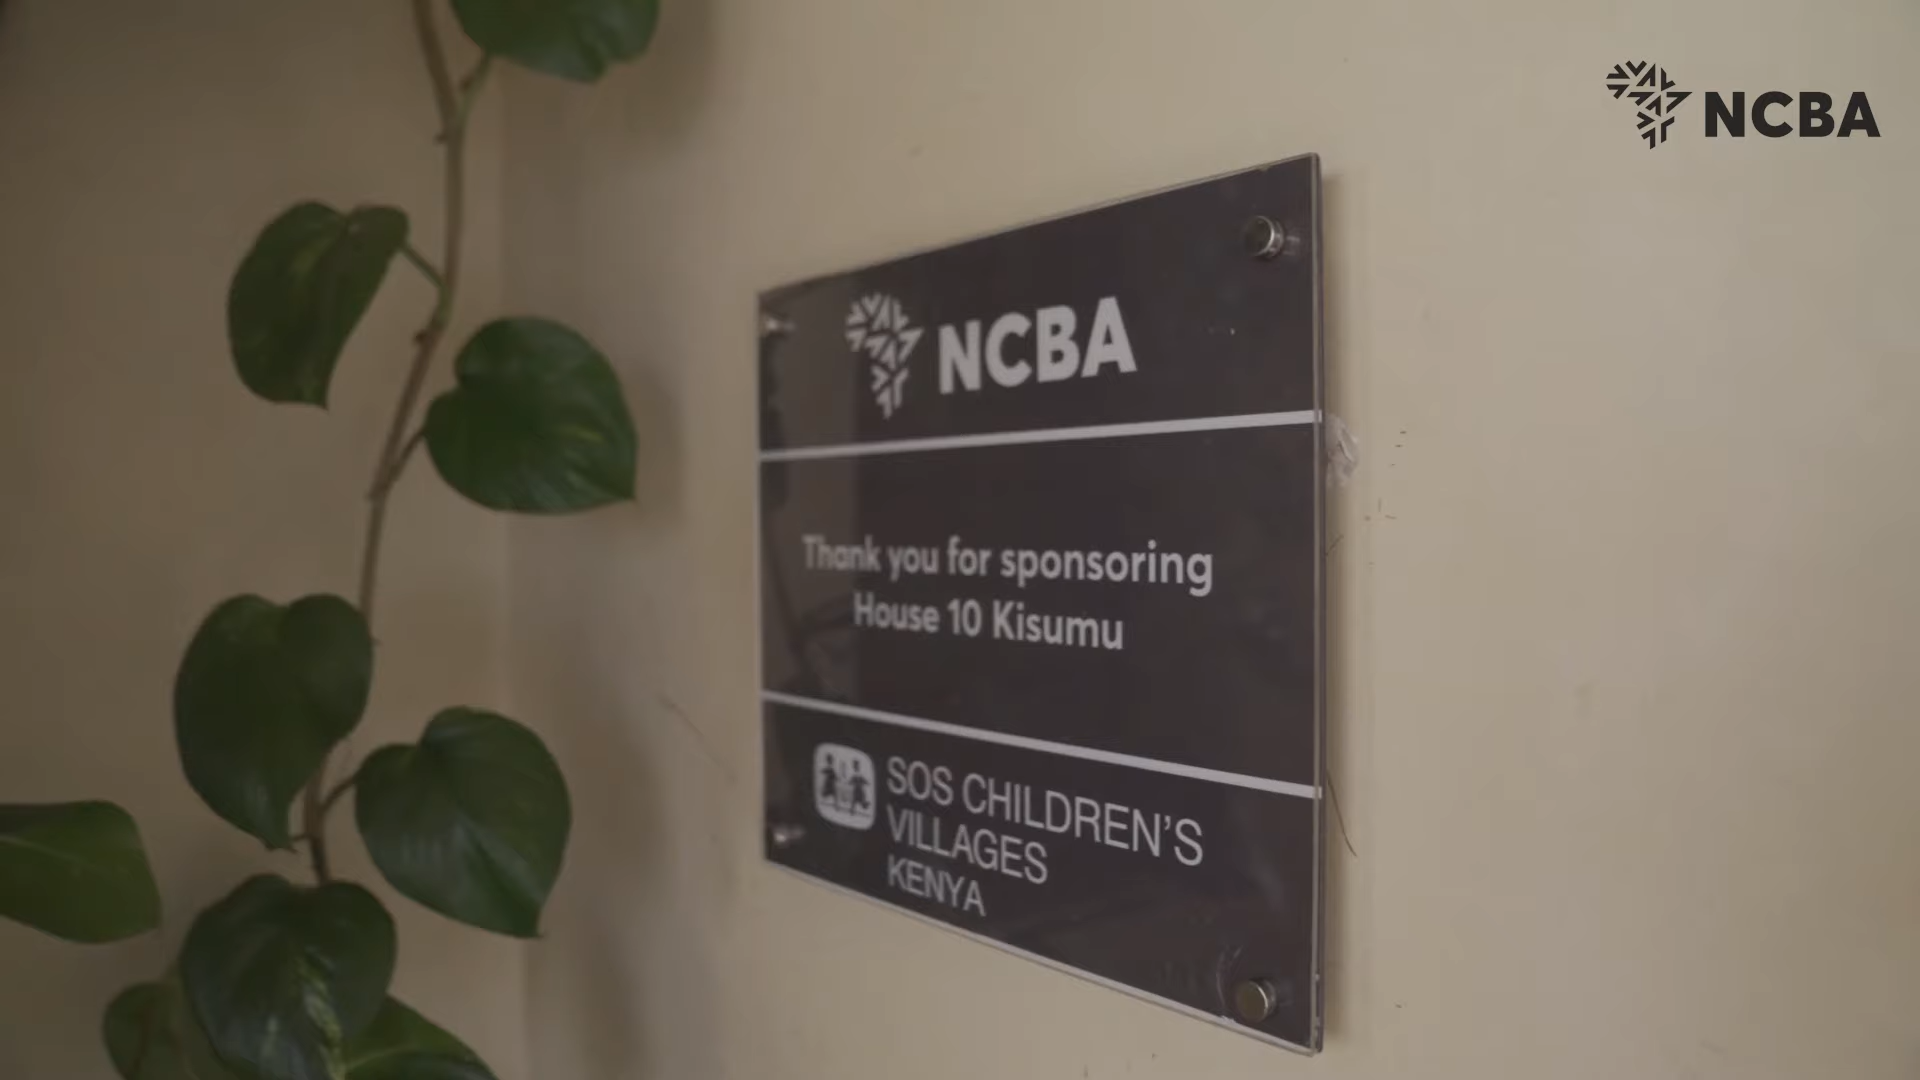 NCBA
NCBA
Thank you for sponsoring
House 10 Kisumu
SOS CHILDREN'S
VILLAGES
KENYA